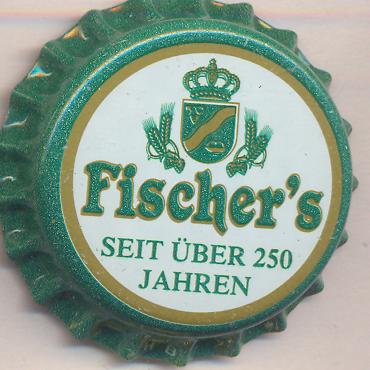 Fischer's
SEIT ÜBER 250
JAHREN